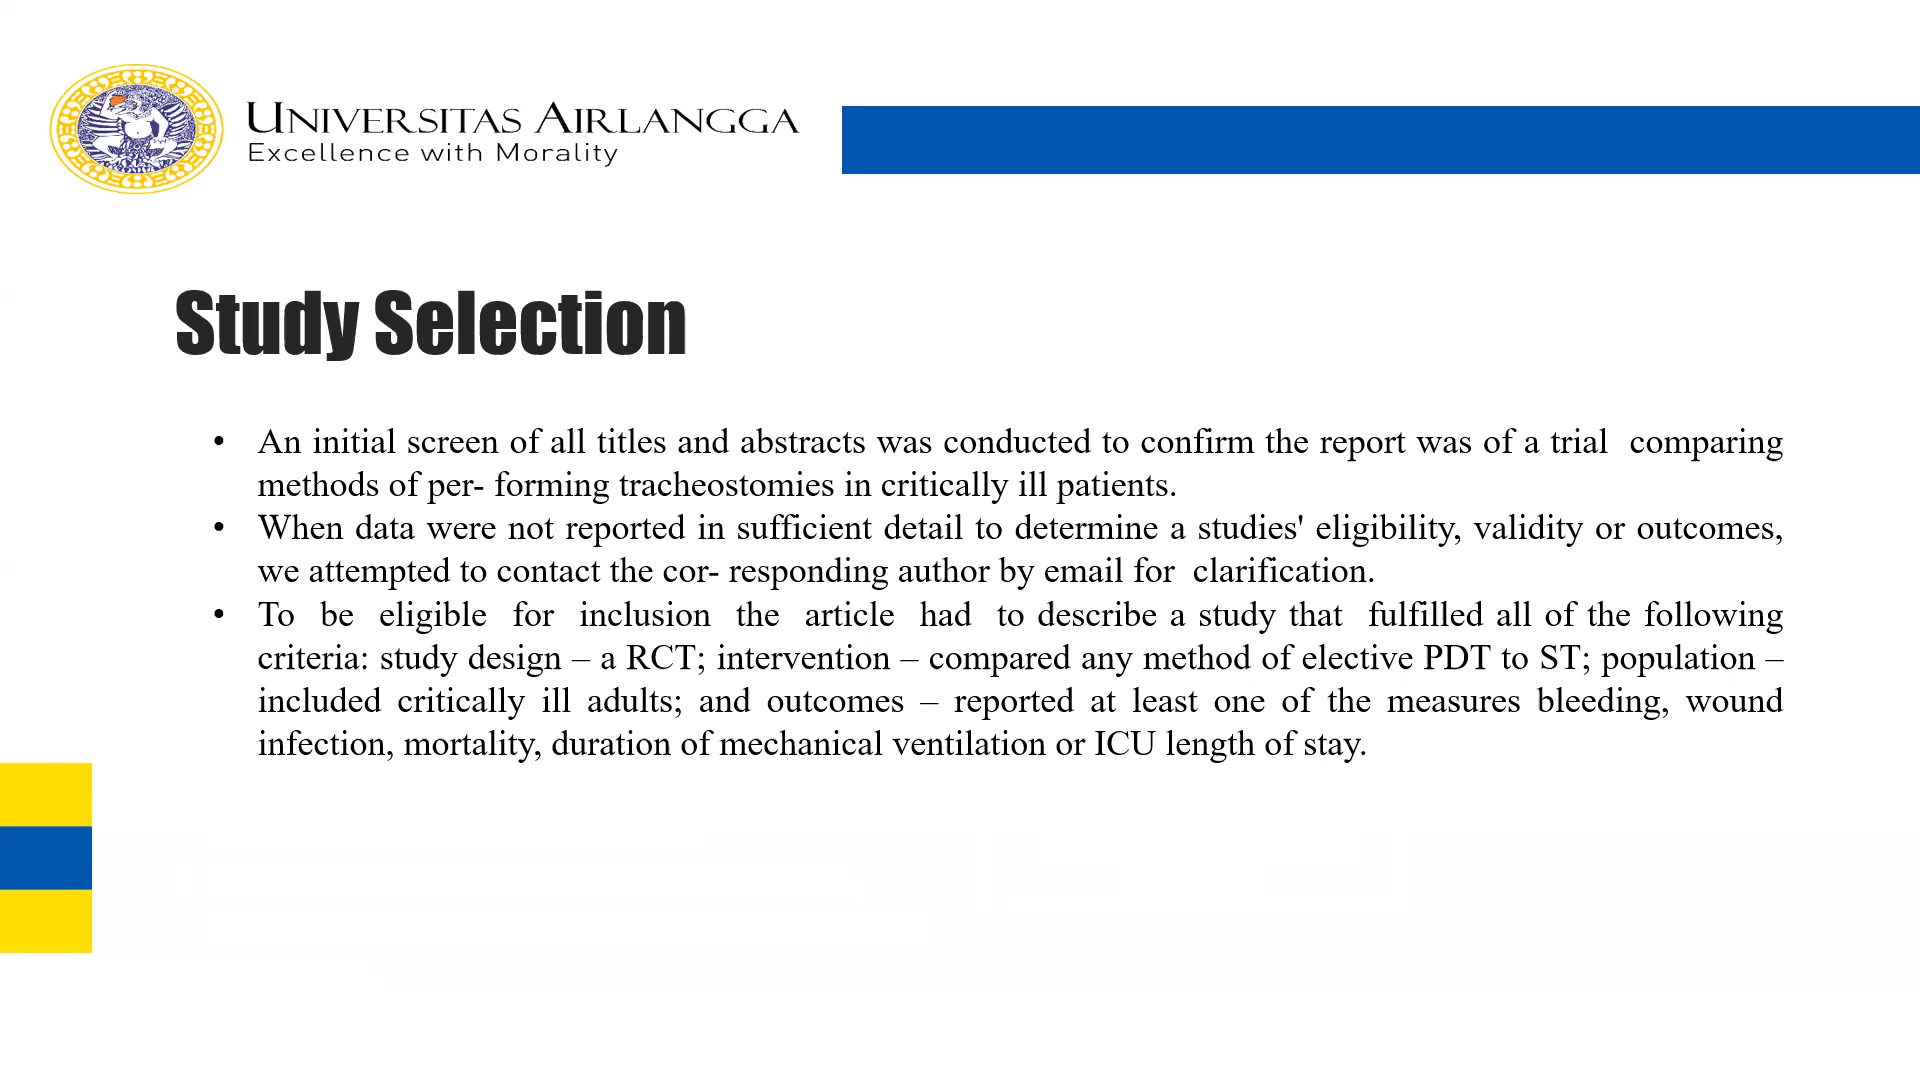 UNIVERSITAS AIRLANGGA
Excellence with Morality
Study Selection
• An initial screen of all titles and abstracts was conducted to confirm the report was of a trial  comparing
methods of per- forming tracheostomies in critically ill patients.
• When data were not reported in sufficient detail to determine a studies' eligibility, validity or outcomes,
we attempted to contact the cor- responding author by email for  clarification.
• To be eligible for inclusion the article had to describe a study that  fulfilled all of the following
criteria: study design – a RCT; intervention – compared any method of elective PDT to ST; population –
included critically ill adults; and outcomes – reported at least one of the measures bleeding, wound
infection, mortality, duration of mechanical ventilation or ICU length of stay.